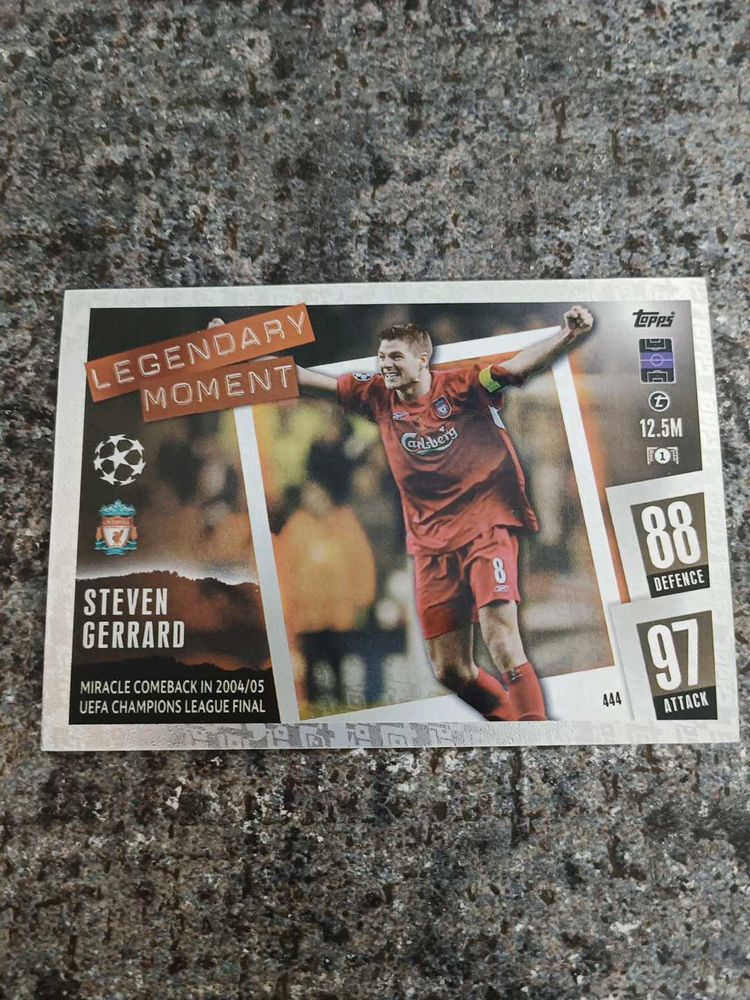 LEGENDARY
MOMENT
topps
t
12.5M
1
Carlsberg
8
88
DEFENCE
STEVEN
GERRARD
97
ATTACK
MIRACLE COMEBACK IN 2004/05
UEFA CHAMPIONS LEAGUE FINAL
444